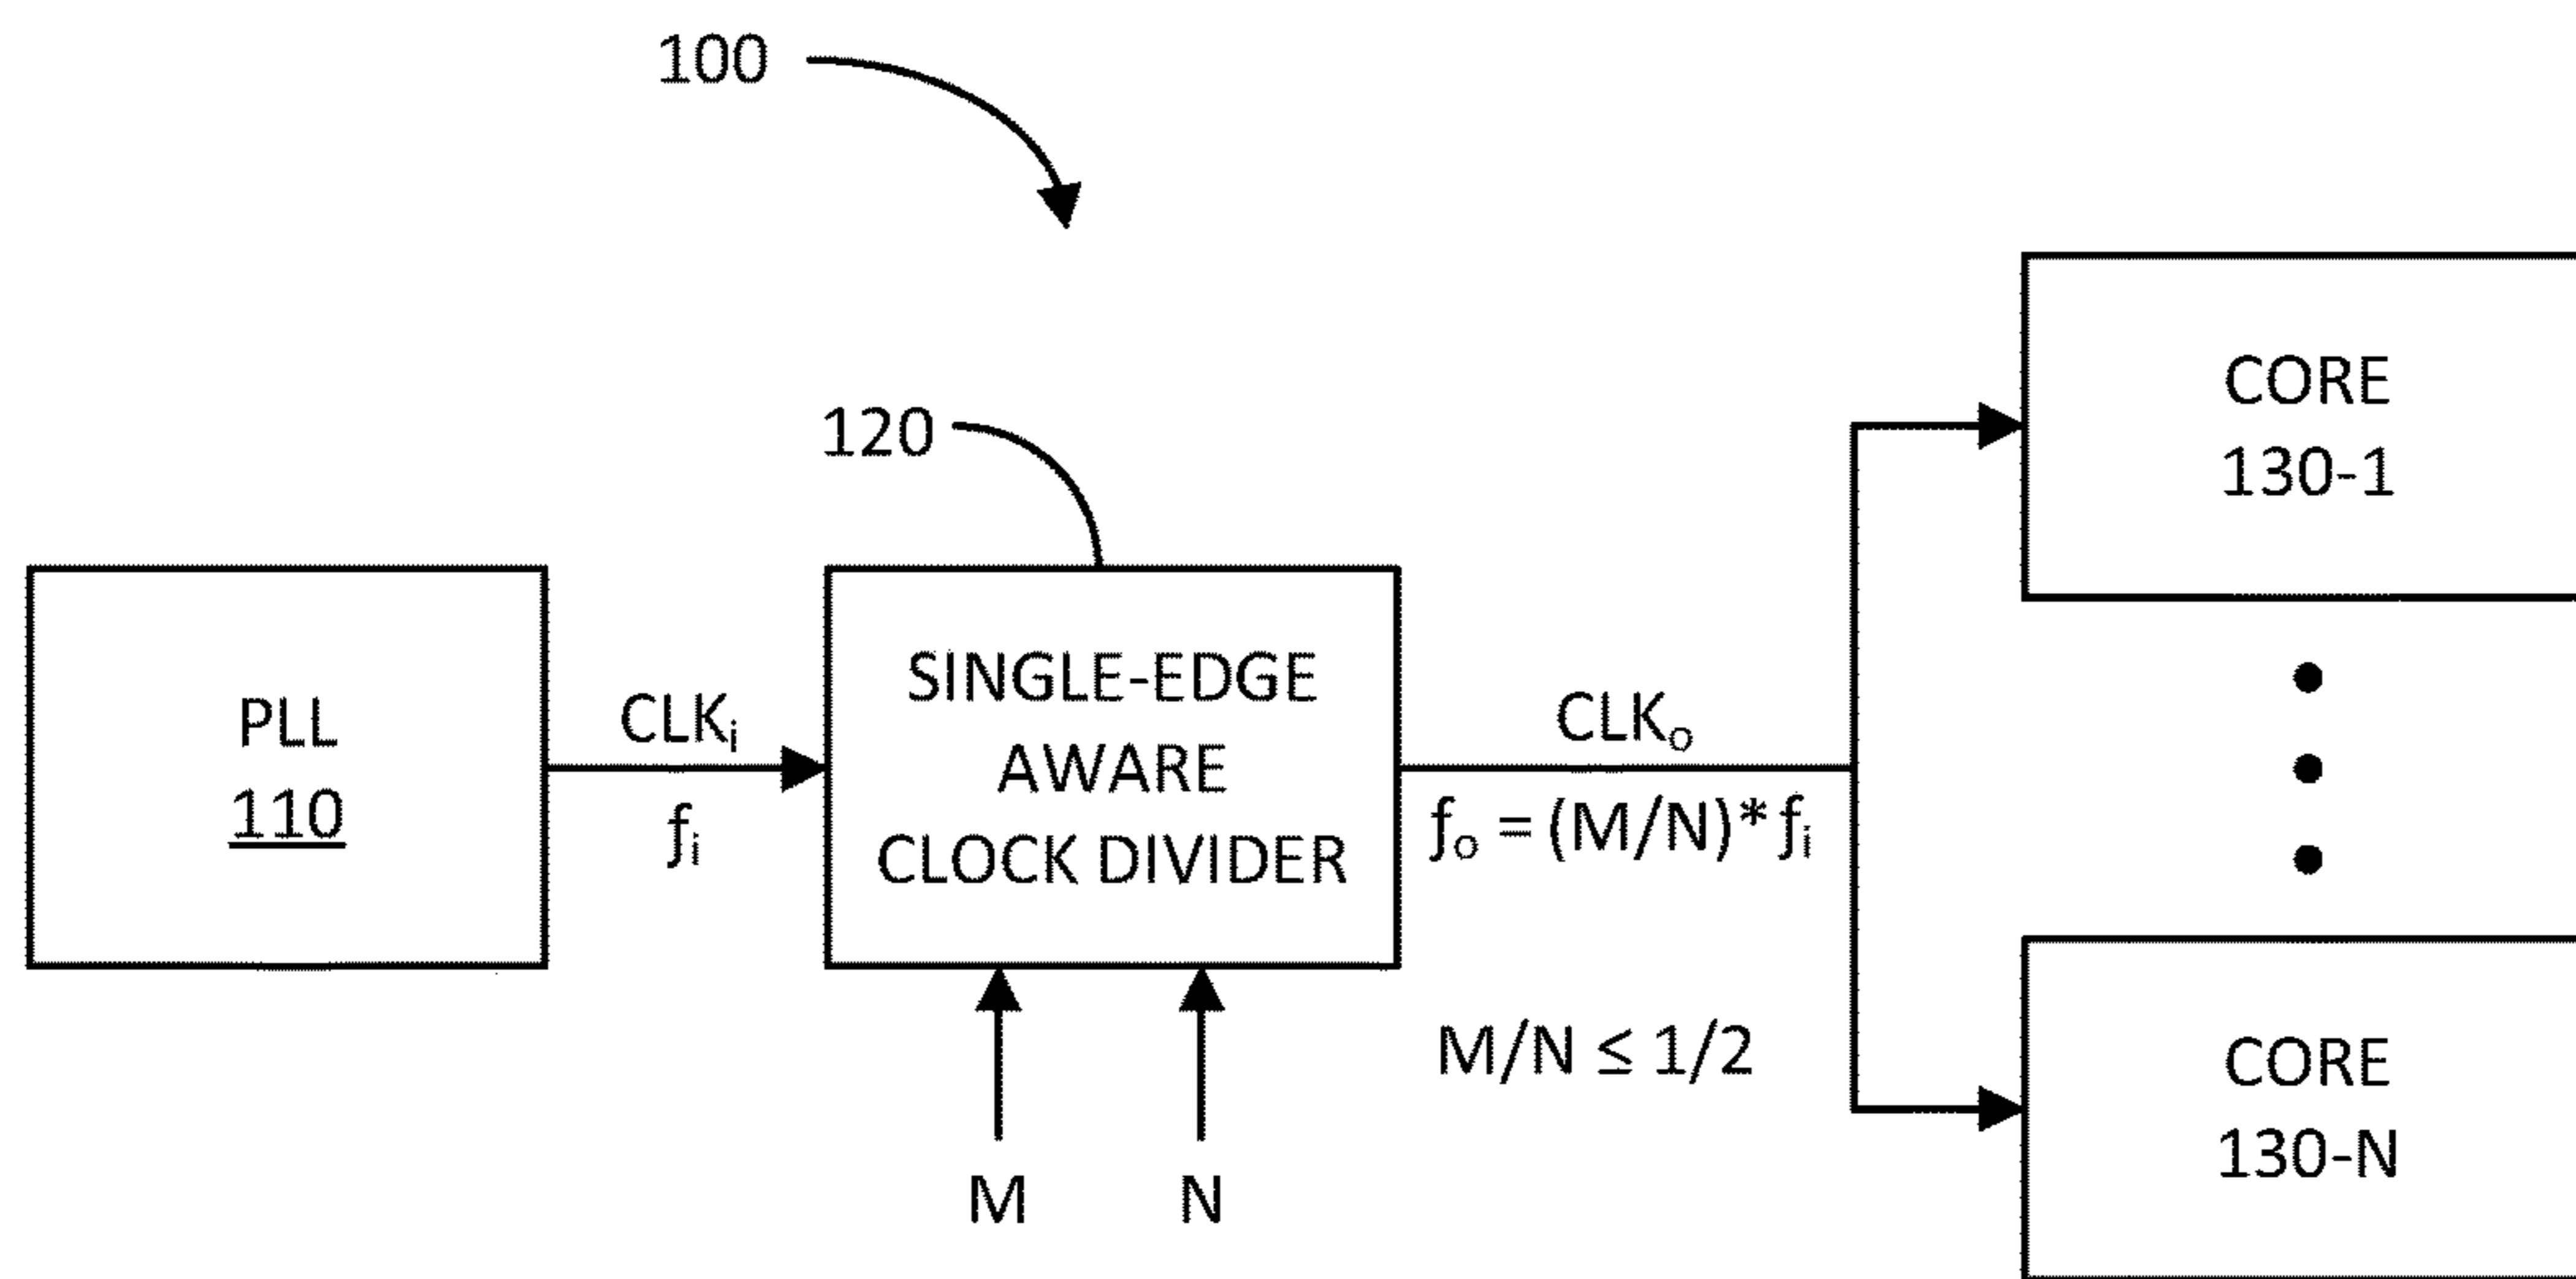 100
120
PLL
110
CLKi
fi
SINGLE-EDGE
AWARE
CLOCK DIVIDER
M
N
CLKo
fo = (M/N)*fi
M/N ≤ 1/2
CORE
130-1
CORE
130-N